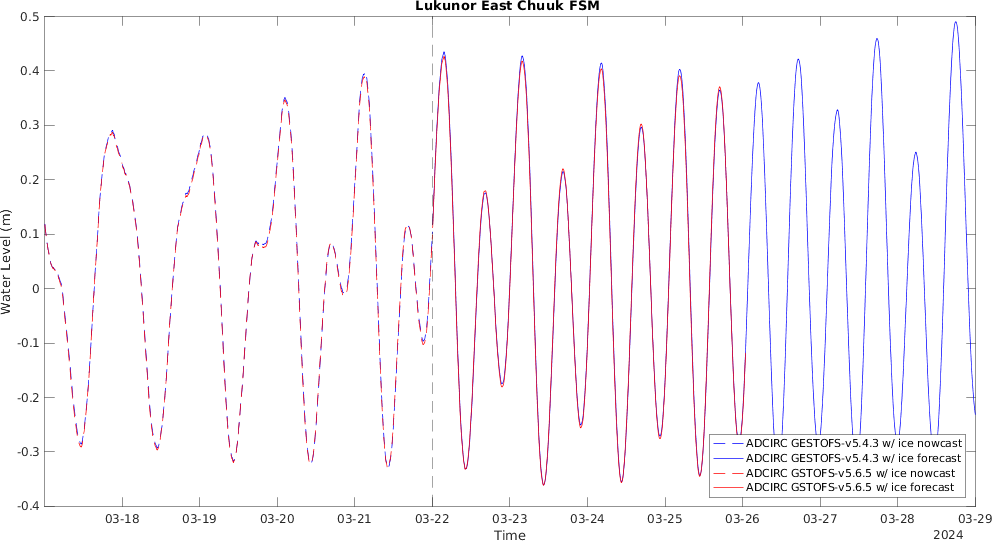 Lukunor East Chuuk FSM
0.5
0.4
0.3
0.2
0.1
0
-0.1
-0.2
-0.3
-0.4
Water Level (m)
ADCIRC GESTOFS-v5.4.3 w/ ice nowcast
ADCIRC GESTOFS-v5.4.3 w/ ice forecast
ADCIRC GSTOFS-v5.6.5 w/ ice nowcast
ADCIRC GSTOFS-v5.6.5 w/ ice forecast
03-18 03-19 03-20 03-21 03-22 03-23 03-24 03-25 03-26 03-27 03-28 03-29
Time
2024